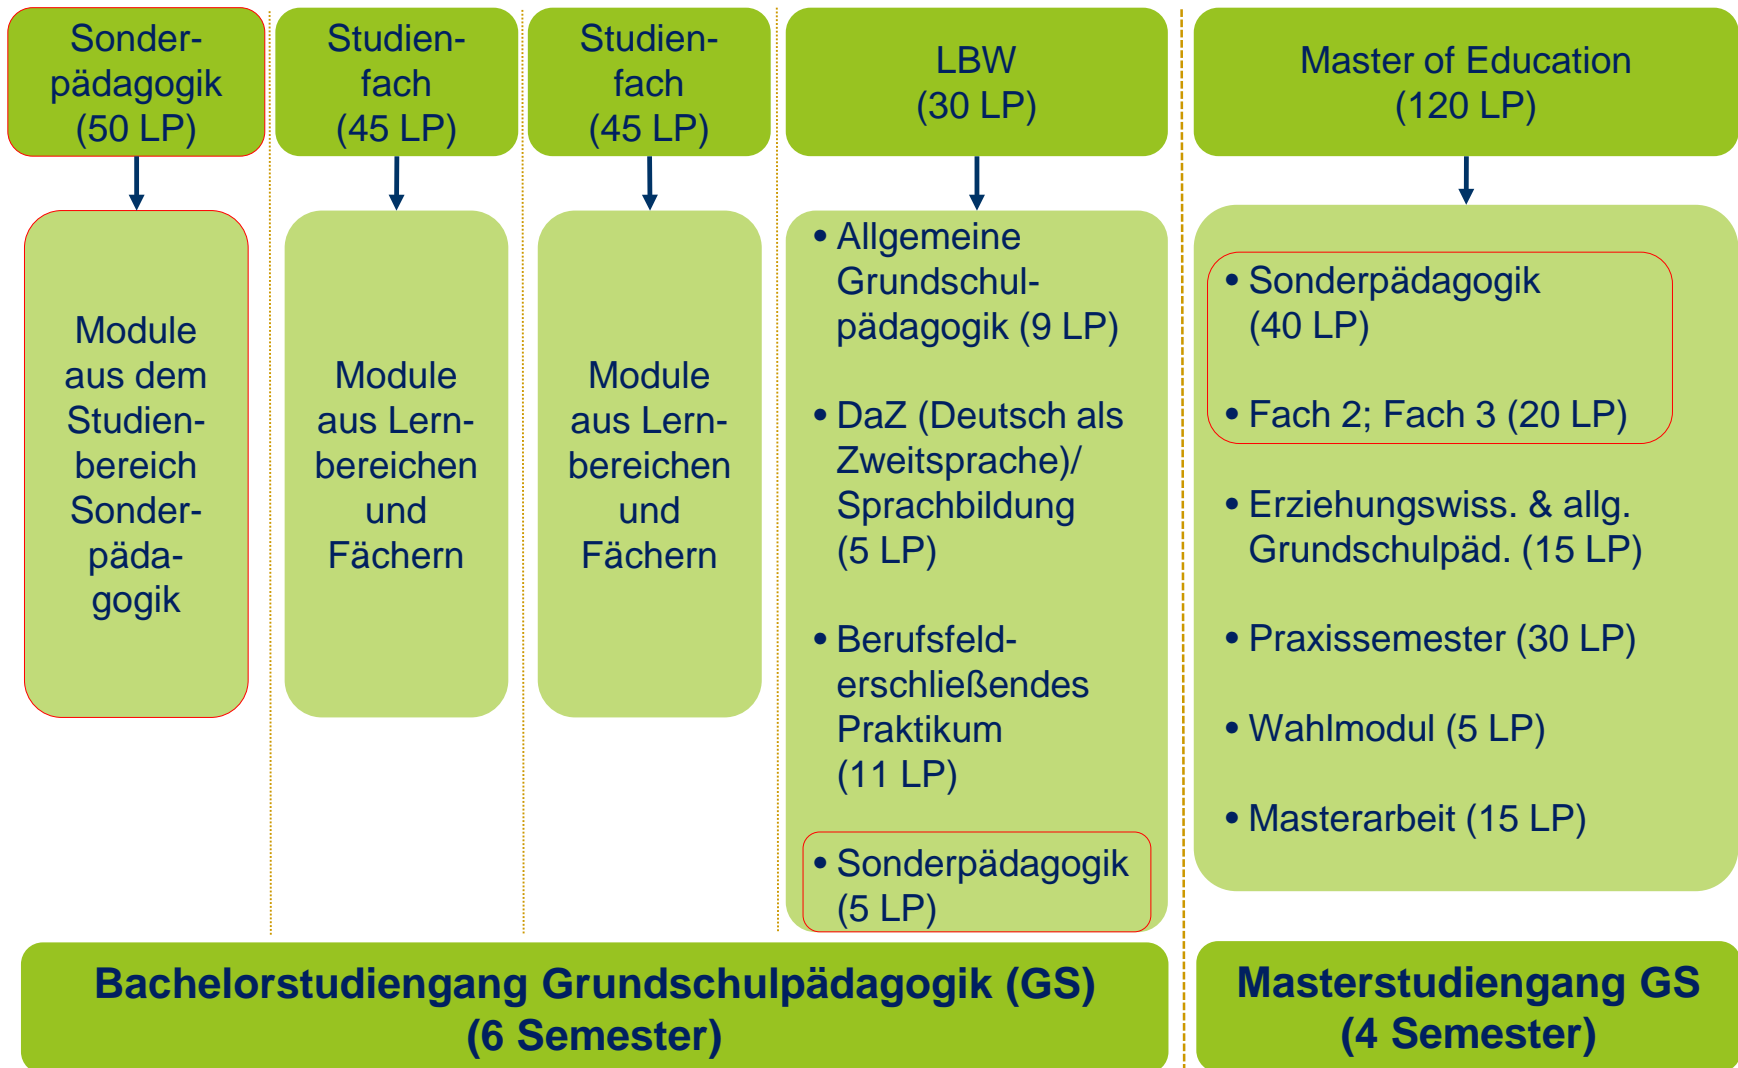 Sonder-
pädagogik
(50 LP)
Studien-
fach
(45 LP)
Studien-
fach
(45 LP)
LBW
(30 LP)
Master of Education
(120 LP)
Module
aus dem
Studien-
bereich
Sonder-
päda-
gogik
Module
aus Lern-
bereichen
und
Fächern
Module
aus Lern-
bereichen
und
Fächern
• Allgemeine
Grundschul-
pädagogik (9 LP)
• DaZ (Deutsch als
Zweitsprache)/
Sprachbildung
(5 LP)
• Berufsfeld-
erschließendes
Praktikum
(11 LP)
• Sonderpädagogik
(5 LP)
• Sonderpädagogik
(40 LP)
• Fach 2; Fach 3 (20 LP)
• Erziehungswiss. & allg.
Grundschulpäd. (15 LP)
• Praxissemester (30 LP)
• Wahlmodul (5 LP)
• Masterarbeit (15 LP)
Bachelorstudiengang Grundschulpädagogik (GS)
(6 Semester)
Masterstudiengang GS
(4 Semester)